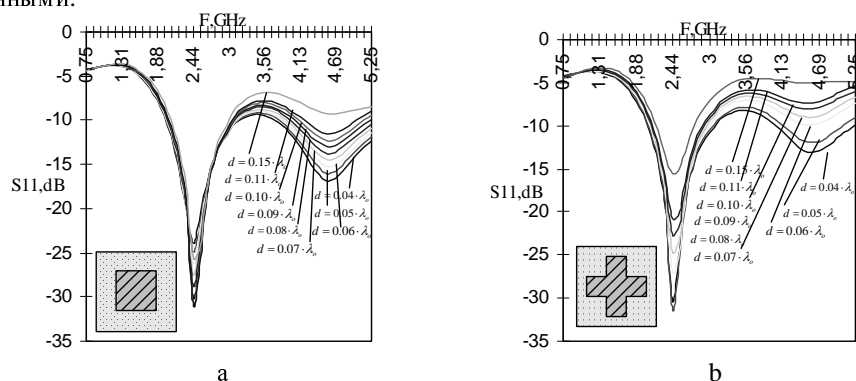 F,GHz
0
-5
-10
-15
-20
-25
-30
-35
S11,dB
0,75
1,31
1,88
2,44
3
3,56
4,13
4,69
5,25
d = 0.15·λ
d = 0.11·λ
d = 0.10·λₒ
d = 0.09·λₒ
d = 0.08·λₒ
d = 0.07·λₒ
d = 0.04·λₒ
d = 0.05·λₒ
d = 0.06·λₒ
a
F,GHz
0
-5
-10
-15
-20
-25
-30
-35
S11,dB
0,75
1,31
1,88
2,44
3
3,56
4,13
4,69
5,25
d = 0.15·λ
d = 0.11·λₒ
d = 0.10·λₒ
d = 0.09·λₒ
d = 0.08·λ
d = 0.07·λₒ
d = 0.04·λₒ
d = 0.05·λₒ
d = 0.06·λₒ
b